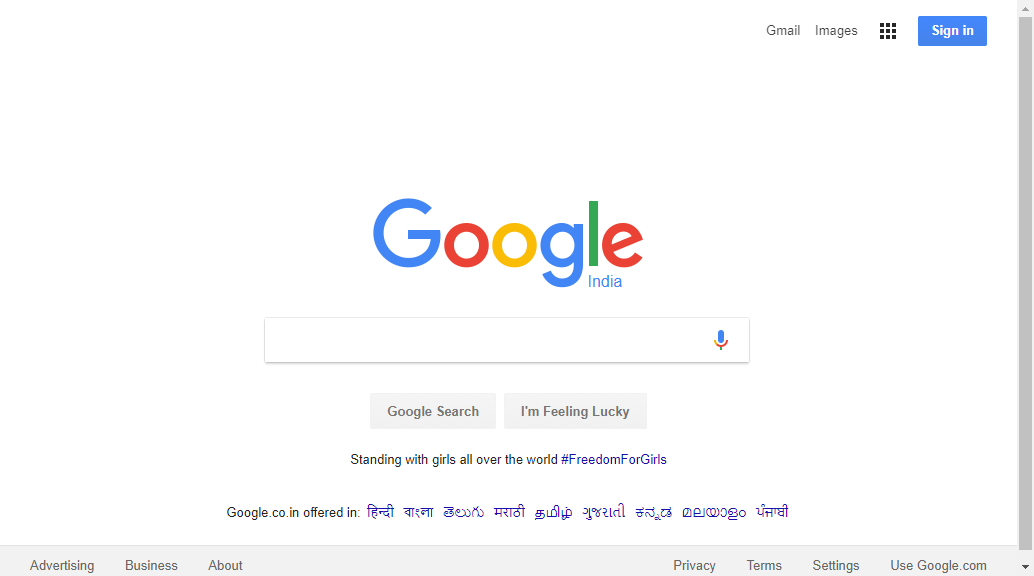 Gmail Images Sign in
Google
India
Google Search I'm Feeling Lucky
Standing with girls all over the world #FreedomForGirls
Google.co.in offered in: हिन्दी বাংলা తెలుగు मराठी தமிழ் ગુજરાતી ಕನ್ನಡ മലയാളം ਪੰਜਾਬੀ
Advertising Business About Privacy Terms Settings Use Google.com